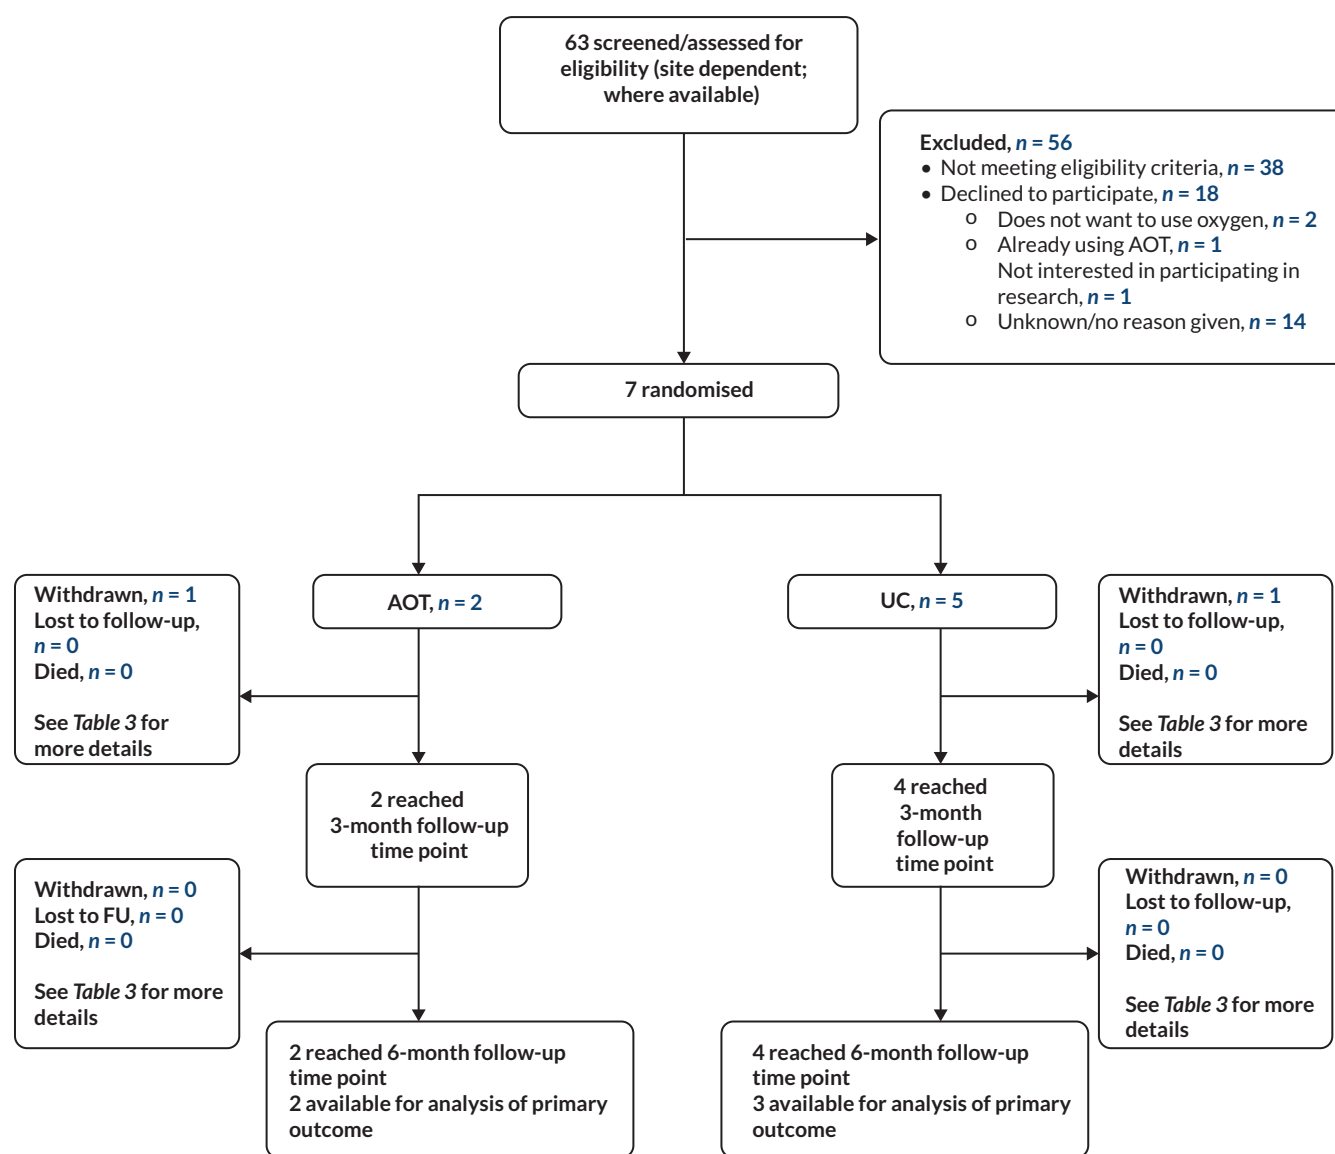 63 screened/assessed for
eligibility (site dependent;
where available)
Excluded, n = 56
• Not meeting eligibility criteria, n = 38
• Declined to participate, n = 18
o Does not want to use oxygen, n = 2
o Already using AOT, n = 1
Not interested in participating in
research, n = 1
o Unknown/no reason given, n = 14
7 randomised
Withdrawn, n = 1
Lost to follow-up,
n = 0
Died, n = 0
See Table 3 for
more details
AOT, n = 2
UC, n = 5
Withdrawn, n = 1
Lost to follow-up,
n = 0
Died, n = 0
See Table 3 for more
details
2 reached
3-month follow-up
time point
4 reached
3-month
follow-up
time point
Withdrawn, n = 0
Lost to FU, n = 0
Died, n = 0
See Table 3 for more
details
Withdrawn, n = 0
Lost to follow-up,
n = 0
Died, n = 0
See Table 3 for more
details
2 reached 6-month follow-up
time point
2 available for analysis of primary
outcome
4 reached 6-month follow-up
time point
3 available for analysis of primary
outcome